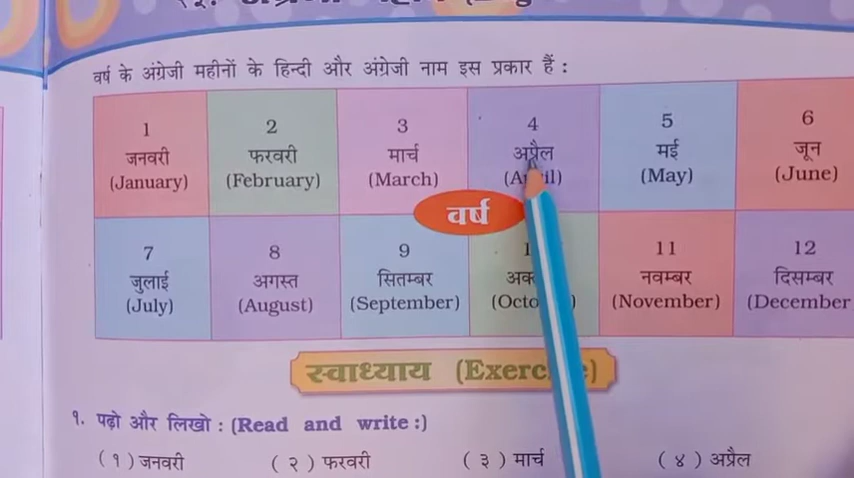 वर्ष के अंग्रेजी महीनों के हिन्दी और अंग्रेजी नाम इस प्रकार हैं :
1 2 3 4 5 6
जनवरी फरवरी मार्च अप्रैल मई जून
(January) (February) (March) (May) (June)
वर्ष
7 8 9 11 12
जुलाई अगस्त सितम्बर नवम्बर दिसम्बर
(July) (August) (September) (November) (December
स्वाध्याय
१. पढ़ो और लिखो : (Read and write :)
( १ ) जनवरी ( २ ) फरवरी ( ३ ) मार्च ( ४ ) अप्रैल